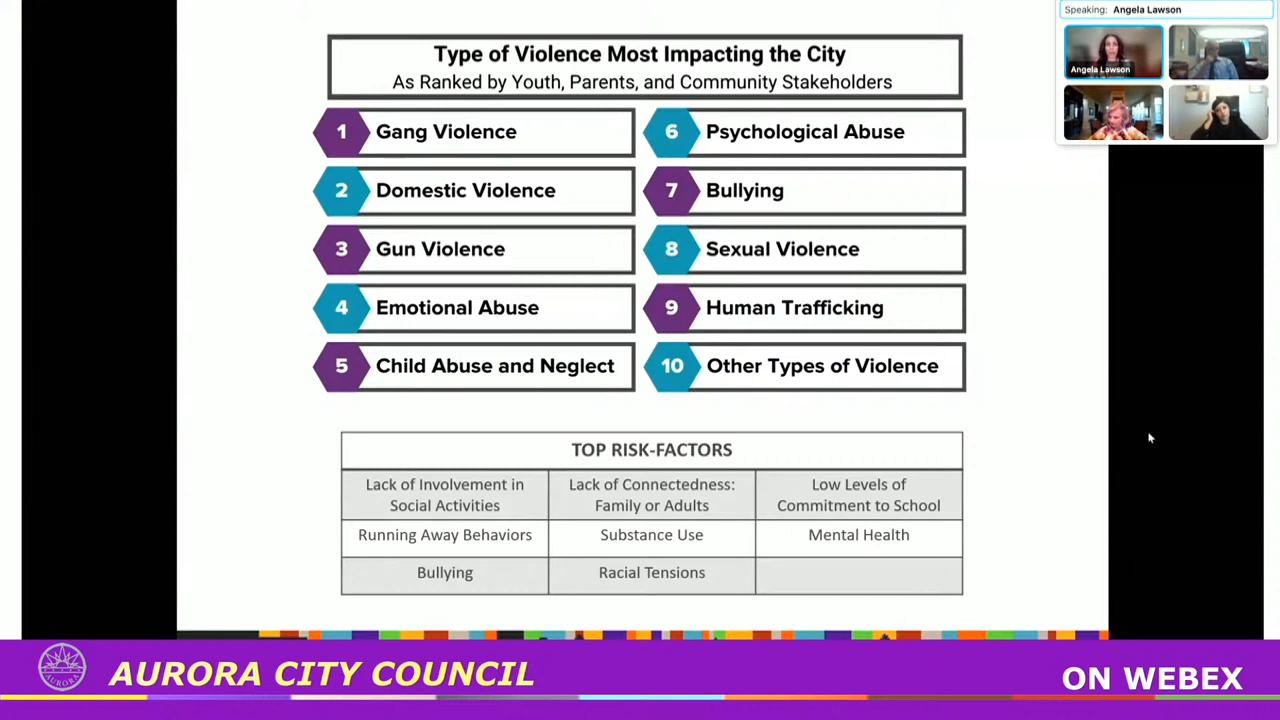 Speaking: Angela Lawson
Angela Lawson
Type of Violence Most Impacting the City
As Ranked by Youth, Parents, and Community Stakeholders
1 Gang Violence
2 Domestic Violence
3 Gun Violence
4 Emotional Abuse
5 Child Abuse and Neglect
6 Psychological Abuse
7 Bullying
8 Sexual Violence
9 Human Trafficking
10 Other Types of Violence
TOP RISK-FACTORS
Lack of Involvement in
Social Activities
Lack of Connectedness:
Family or Adults
Low Levels of
Commitment to School
Running Away Behaviors
Substance Use
Mental Health
Bullying
Racial Tensions
AURORA
AURORA CITY COUNCIL
ON WEBEX